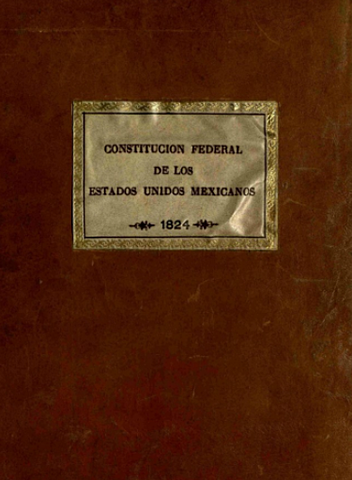 CONSTITUCION FEDERAL
DE LOS
ESTADOS UNIDOS MEXICANOS
1824